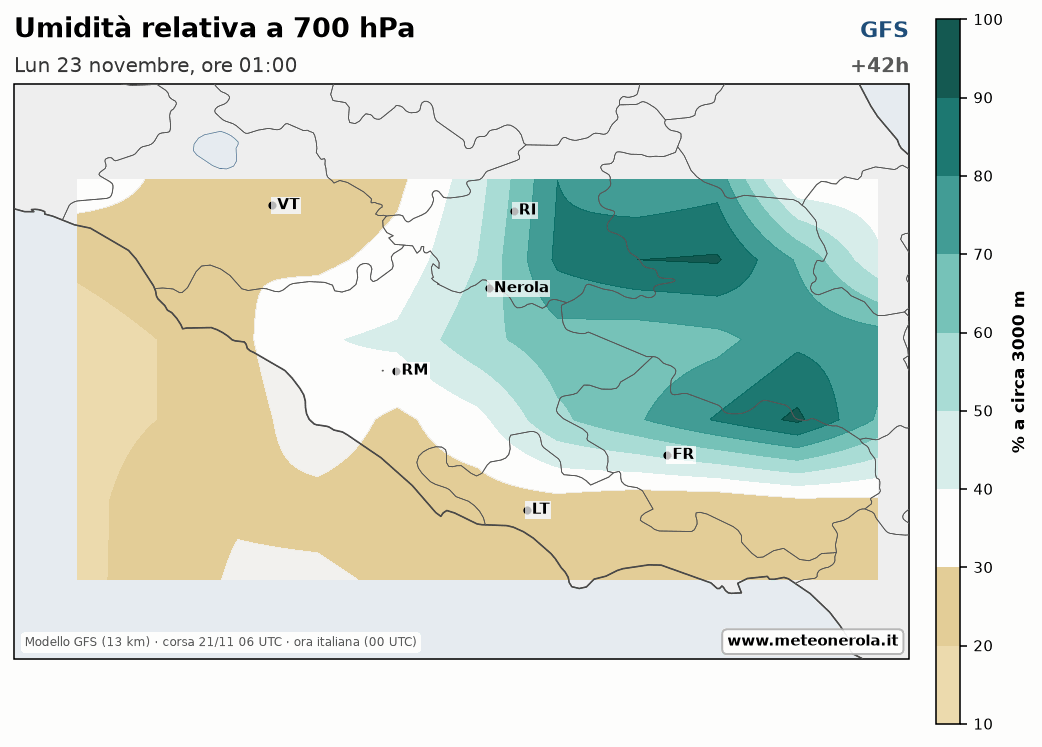 Umidità relativa a 700 hPa
GFS
Lun 23 novembre, ore 01:00
+42h
VT
RI
Nerola
RM
FR
LT
Modello GFS (13 km) · corsa 21/11 06 UTC · ora italiana (00 UTC)
www.meteonerola.it
100
90
80
70
60
50
40
30
20
10
% a circa 3000 m